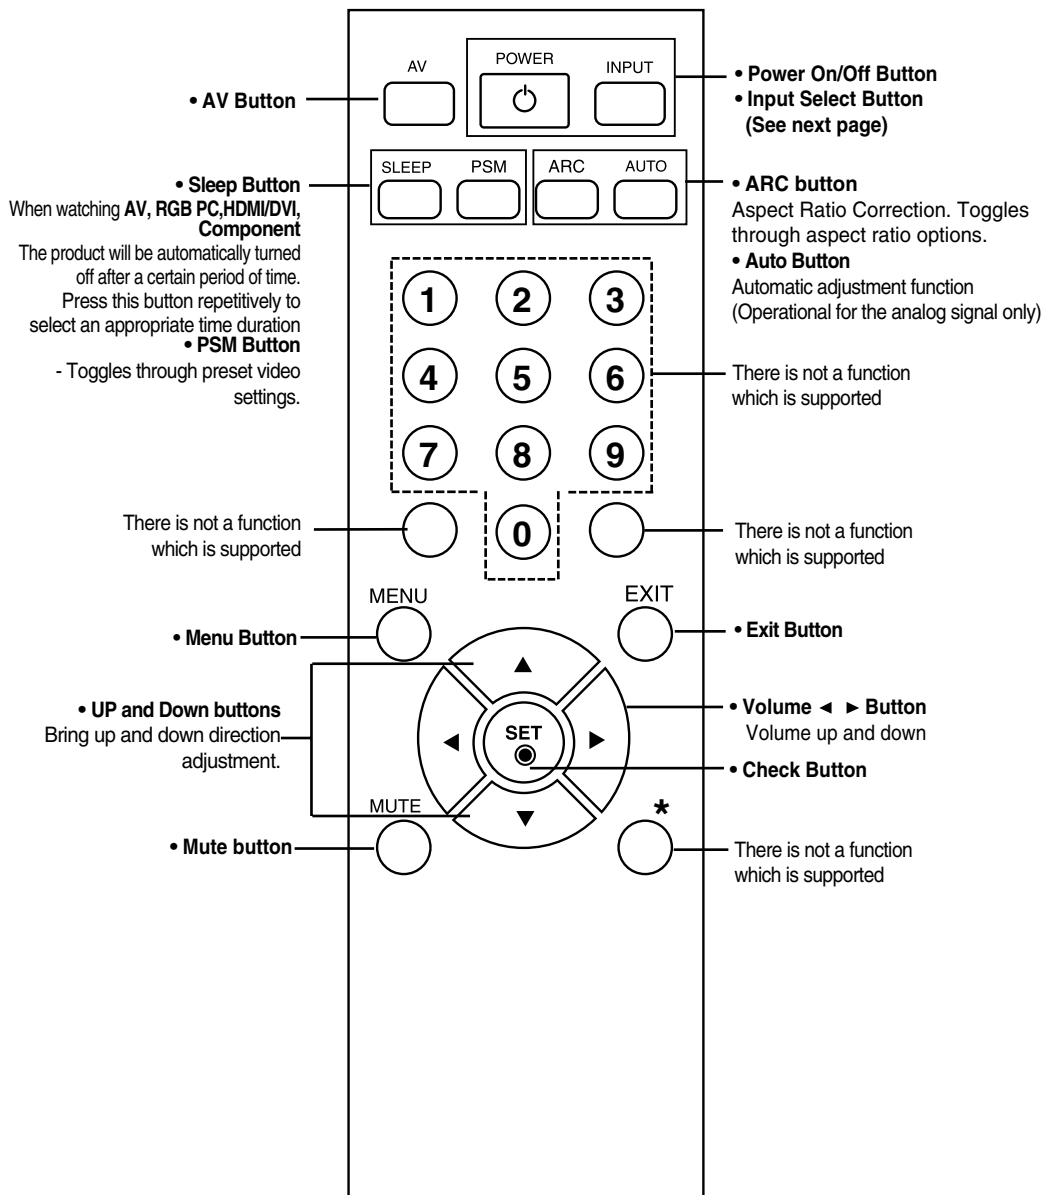 AV
POWER
INPUT
• AV Button
• Power On/Off Button
• Input Select Button
(See next page)
SLEEP
PSM
ARC
AUTO
• Sleep Button
When watching AV, RGB PC,HDMI/DVI,
Component
The product will be automatically turned
off after a certain period of time.
Press this button repetitively to
select an appropriate time duration
• PSM Button
- Toggles through preset video
settings.
• ARC button
Aspect Ratio Correction. Toggles
through aspect ratio options.
• Auto Button
Automatic adjustment function
(Operational for the analog signal only)
1 2 3
4 5 6
7 8 9
0
There is not a function
which is supported
There is not a function
which is supported
There is not a function
which is supported
MENU
EXIT
• Menu Button
• Exit Button
• UP and Down buttons
Bring up and down direction
adjustment.
▲
◄
SET
►
▼
• Volume ◄ ► Button
Volume up and down
• Check Button
MUTE
*
• Mute button
There is not a function
which is supported